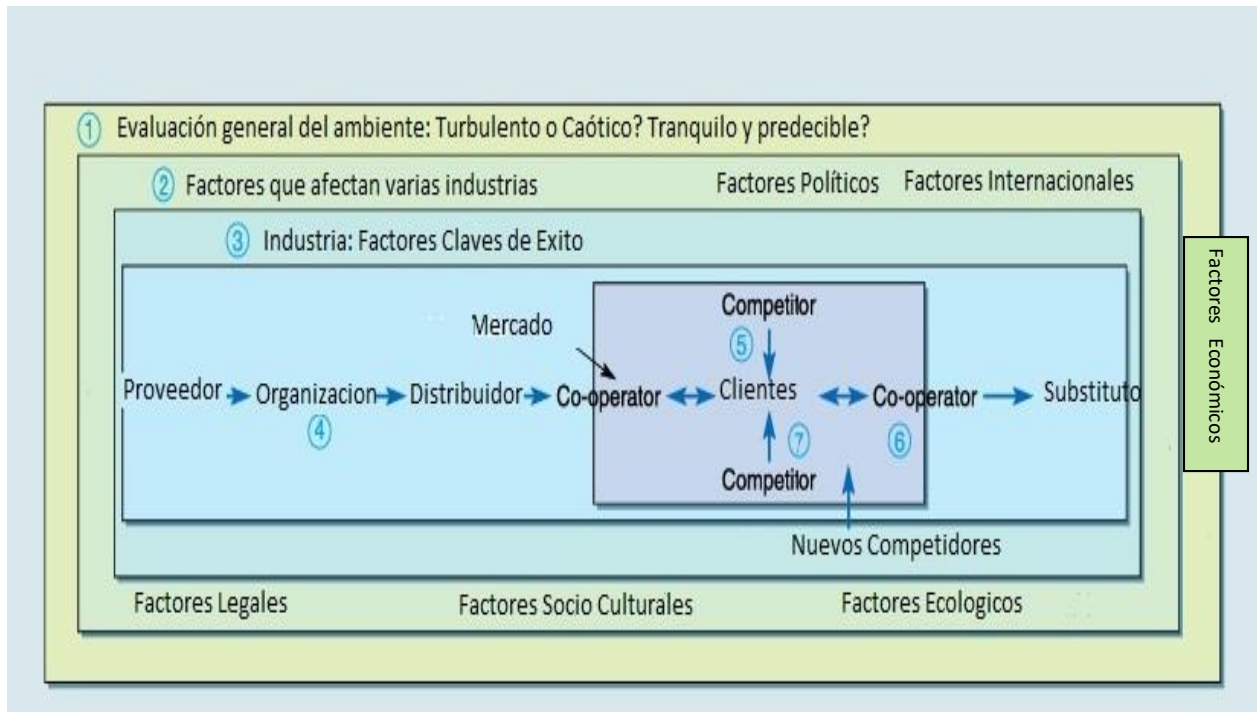 ① Evaluación general del ambiente: Turbulento o Caótico? Tranquilo y predecible?
② Factores que afectan varias industrias
Factores Políticos
Factores Internacionales
③ Industria: Factores Claves de Exito
Factores Económicos
Mercado
Competitor
⑤
Proveedor
Organizacion
Distribuidor
Co-operator
Clientes
Co-operator
Substituto
④
⑦
⑥
Competitor
Nuevos Competidores
Factores Legales
Factores Socio Culturales
Factores Ecologicos